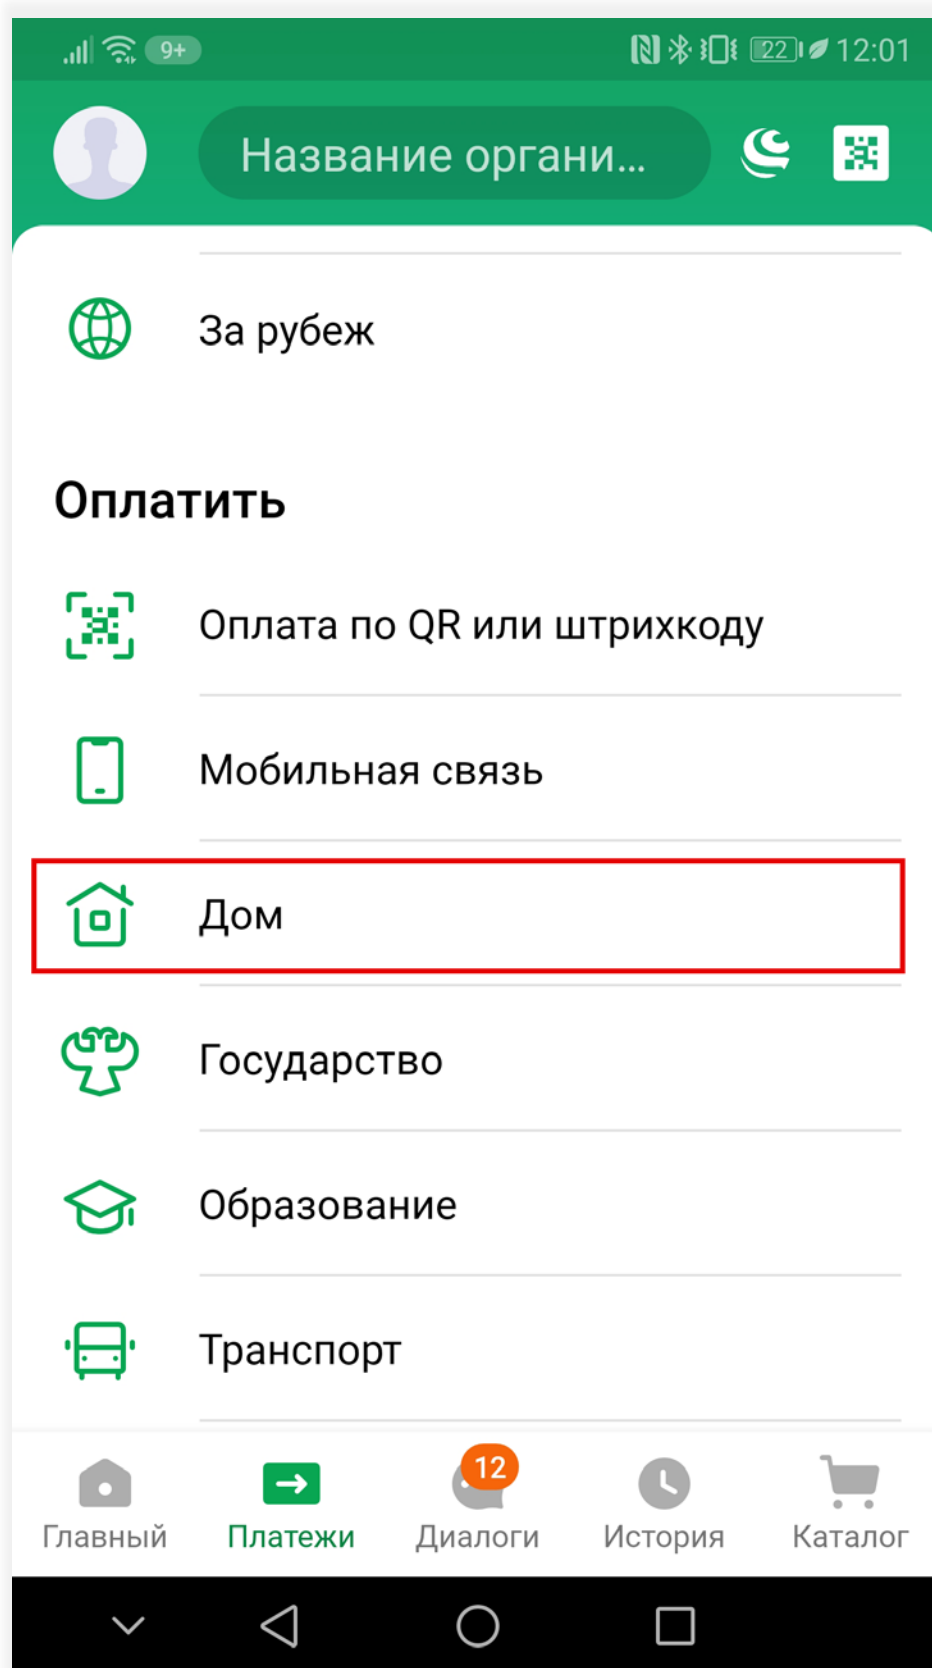 9+ 22 12:01
Название органи...
За рубеж
Оплатить
Оплата по QR или штрихкоду
Мобильная связь
Дом
Государство
Образование
Транспорт
12
Главный Платежи Диалоги История Каталог